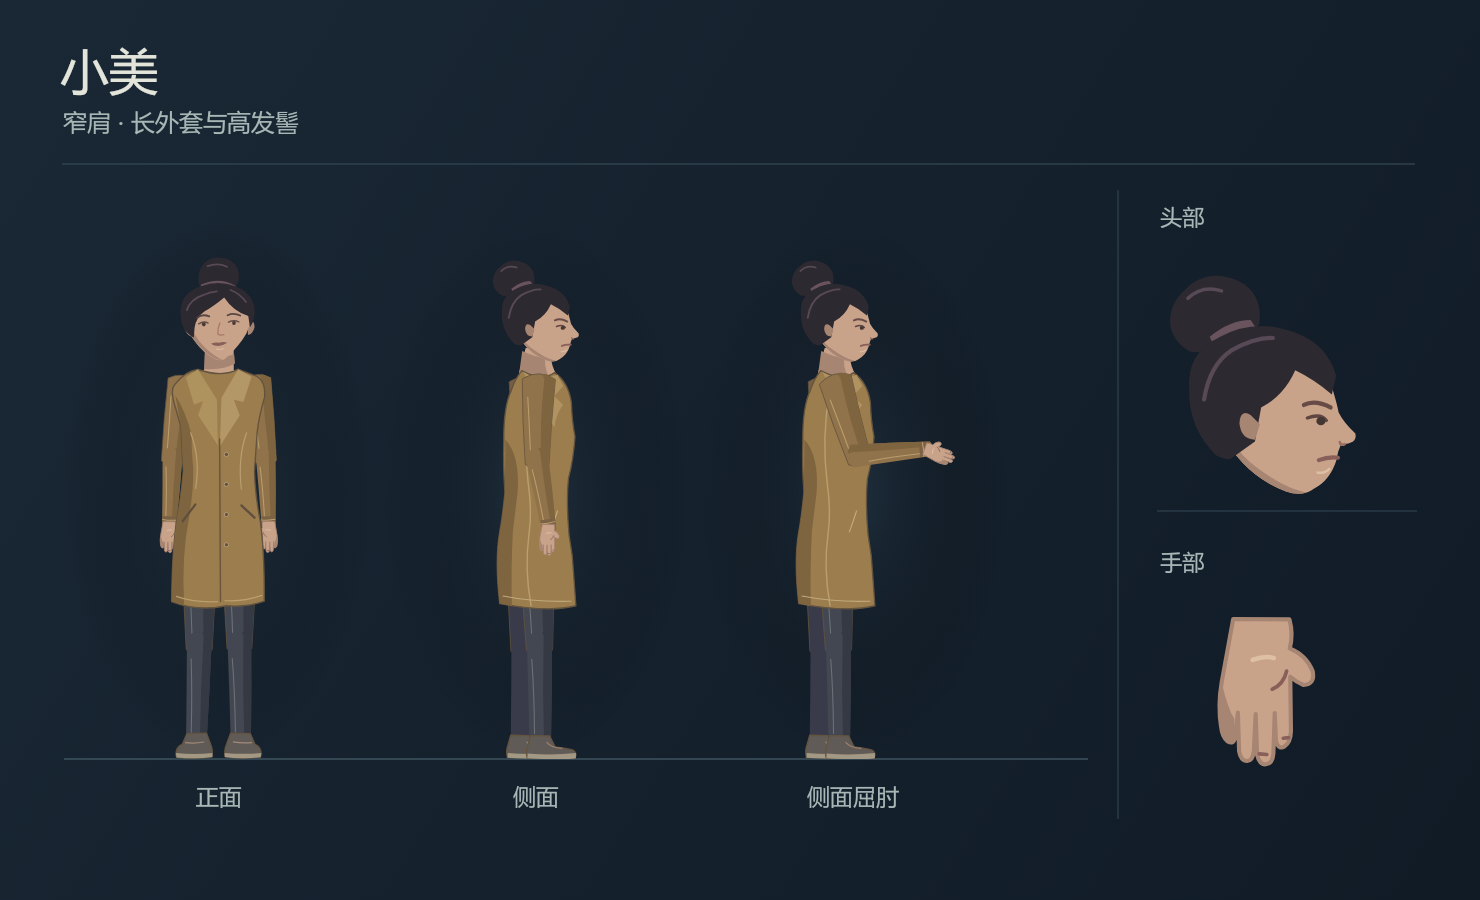 小美
窄肩 · 长外套与高发髻
头部
手部
正面
侧面
侧面屈肘